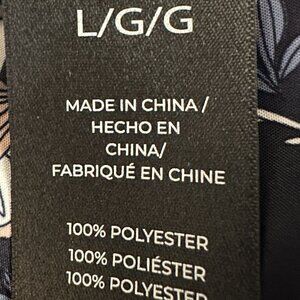 L/G/G
MADE IN CHINA /
HECHO EN
CHINA/
FABRIQUÉ EN CHINE
100% POLYESTER
100% POLIÉSTER
100% POLYESTER